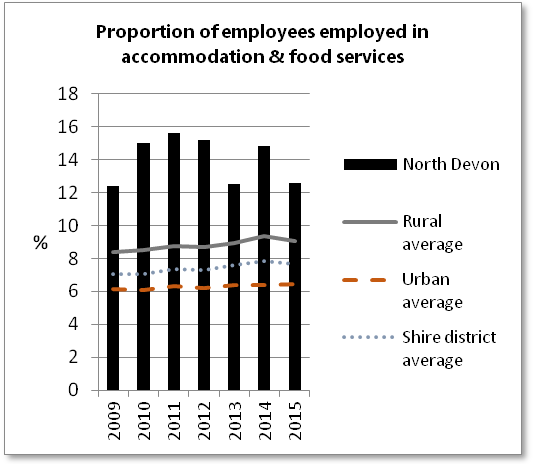 Proportion of employees employed in
accommodation & food services
18
16
14
12
10
8
6
4
2
0
%
2009
2010
2011
2012
2013
2014
2015
North Devon
Rural
average
Urban
average
Shire district
average